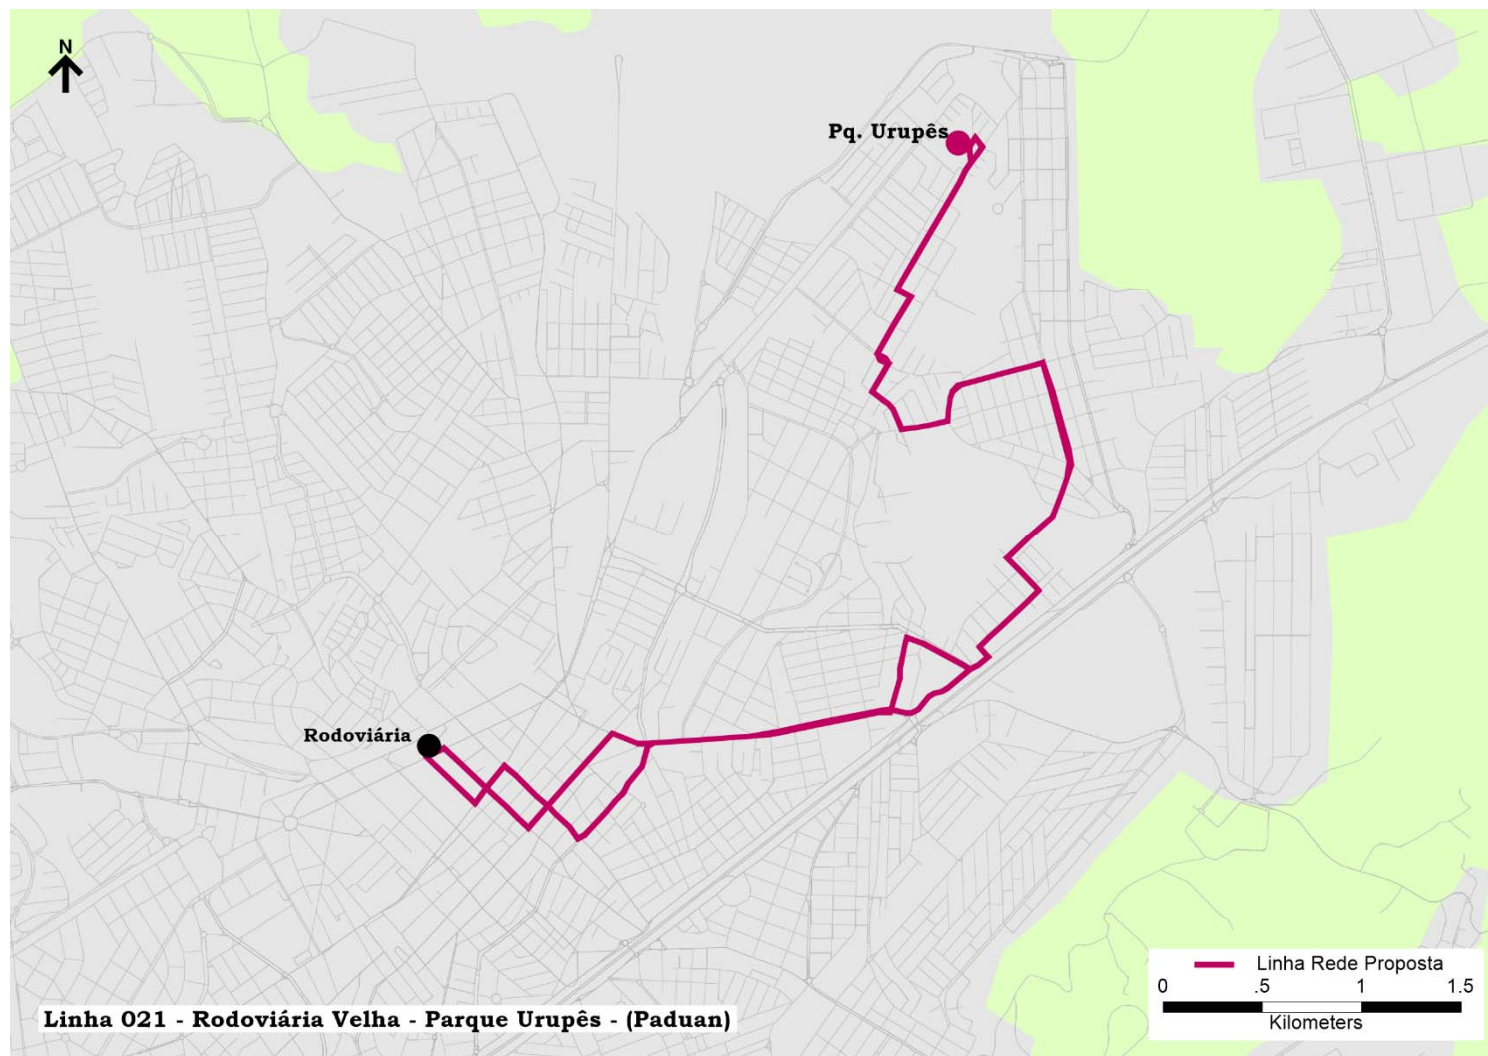 N
Pq. Urupês
Rodoviária
Linha Rede Proposta
0 .5 1 1.5
Kilometers
Linha 021 - Rodoviária Velha - Parque Urupês - (Paduan)